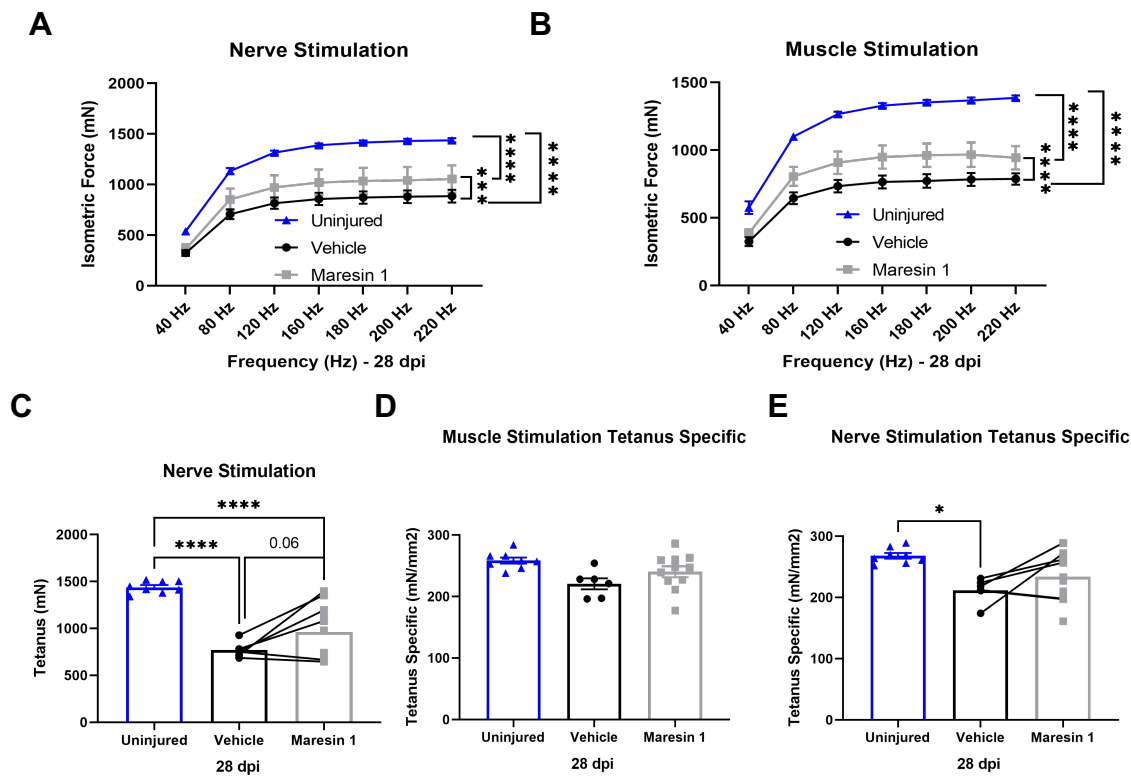 A
Nerve Stimulation
Isometric Force (mN)
2000
1500
1000
500
0
Uninjured
Vehicle
Maresin 1
****
***
****
40 Hz
80 Hz
120 Hz
160 Hz
180 Hz
200 Hz
220 Hz
Frequency (Hz) - 28 dpi
B
Muscle Stimulation
Isometric Force (mN)
1500
1000
500
0
Uninjured
Vehicle
Maresin 1
****
****
****
40 Hz
80 Hz
120 Hz
160 Hz
180 Hz
200 Hz
220 Hz
Frequency (Hz) - 28 dpi
C
Nerve Stimulation
****
****
0.06
Tetanus (mN)
2000
1500
1000
500
0
Uninjured
Vehicle
Maresin 1
28 dpi
D
Muscle Stimulation Tetanus Specific
Tetanus Specific (mN/mm2)
300
200
100
0
Uninjured
Vehicle
Maresin 1
28 dpi
E
Nerve Stimulation Tetanus Specific
*
Tetanus Specific (mN/mm2)
300
200
100
0
Uninjured
Vehicle
Maresin 1
28 dpi